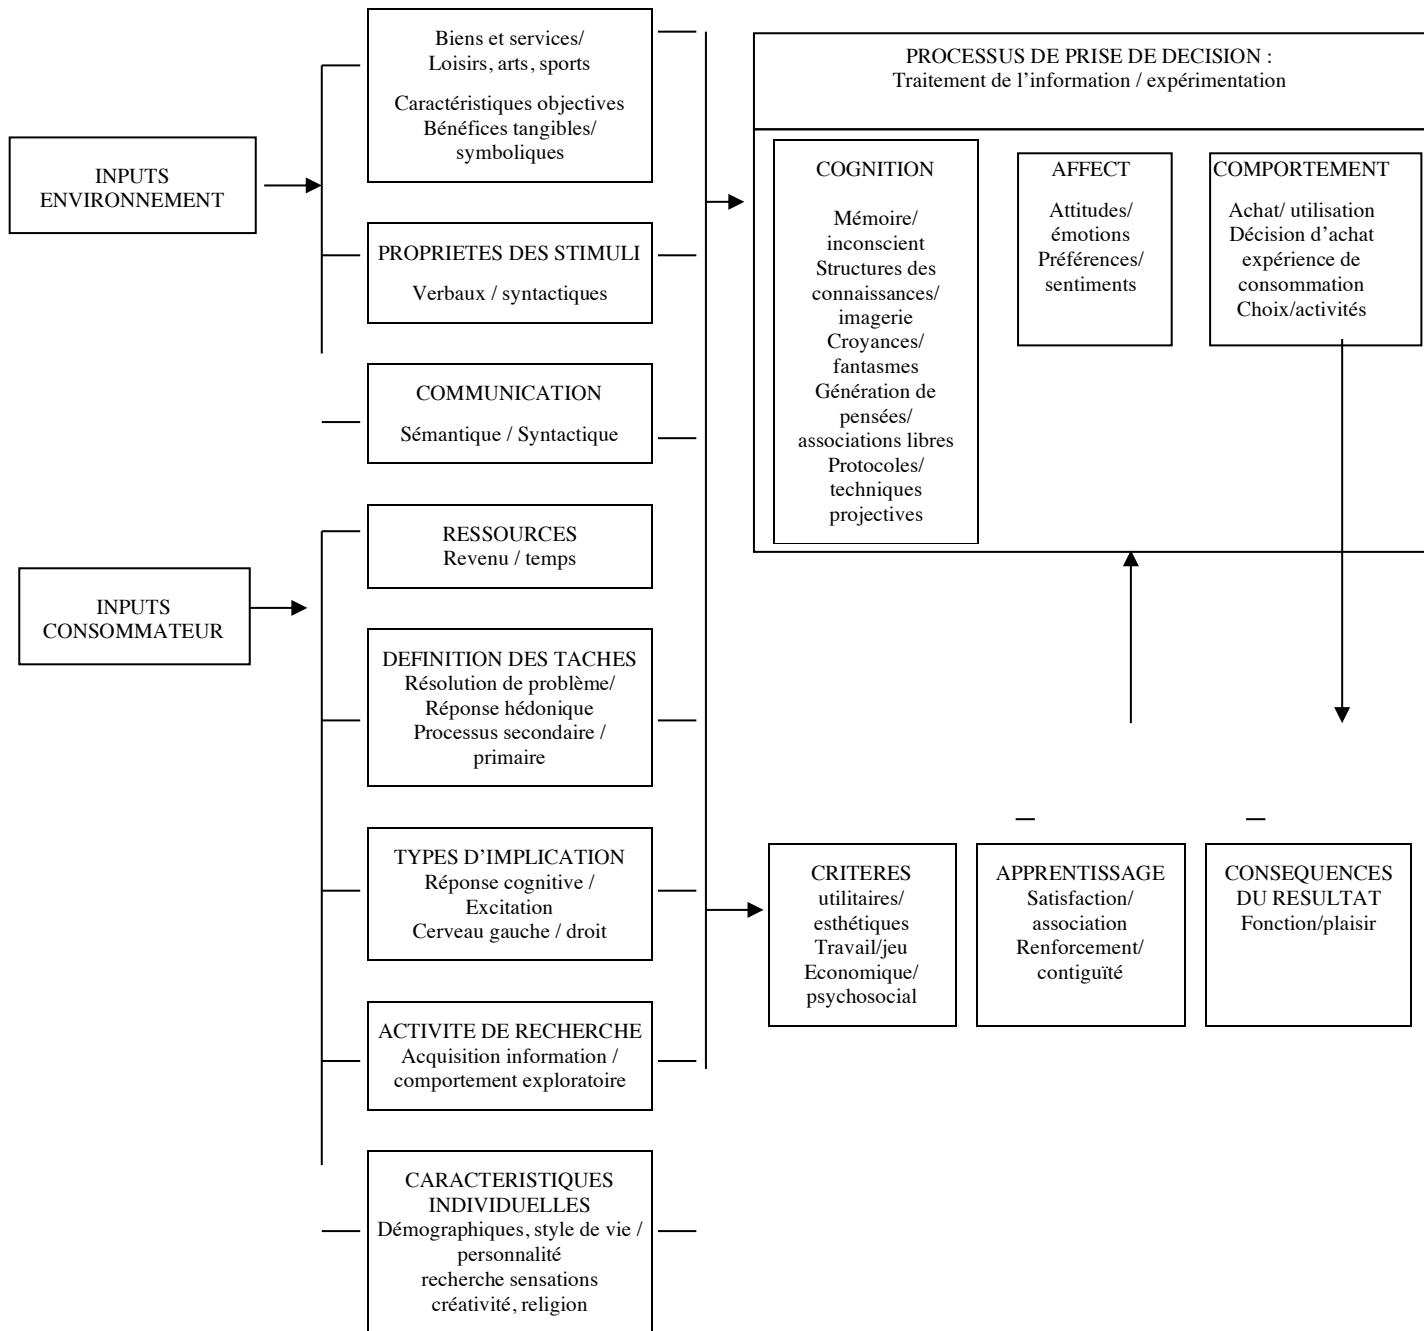 INPUTS
ENVIRONNEMENT
Biens et services/
Loisirs, arts, sports
Caractéristiques objectives
Bénéfices tangibles/
symboliques
PROPRIETES DES STIMULI
Verbaux / syntactiques
COMMUNICATION
Sémantique / Syntactique
INPUTS
CONSOMMATEUR
RESSOURCES
Revenu / temps
DEFINITION DES TACHES
Résolution de problème/
Réponse hédonique
Processus secondaire /
primaire
TYPES D’IMPLICATION
Réponse cognitive /
Excitation
Cerveau gauche / droit
ACTIVITE DE RECHERCHE
Acquisition information /
comportement exploratoire
CARACTERISTIQUES
INDIVIDUELLES
Démographiques, style de vie /
personnalité
recherche sensations
créativité, religion
PROCESSUS DE PRISE DE DECISION :
Traitement de l’information / expérimentation
COGNITION
Mémoire/
inconscient
Structures des
connaissances/
imagerie
Croyances/
fantasmes
Génération de
pensées/
associations libres
Protocoles/
techniques
projectives
AFFECT
Attitudes/
émotions
Préférences/
sentiments
COMPORTEMENT
Achat/ utilisation
Décision d’achat
expérience de
consommation
Choix/activités
CRITERES
utilitaires/
esthétiques
Travail/jeu
Economique/
psychosocial
APPRENTISSAGE
Satisfaction/
association
Renforcement/
contiguïté
CONSEQUENCES
DU RESULTAT
Fonction/plaisir